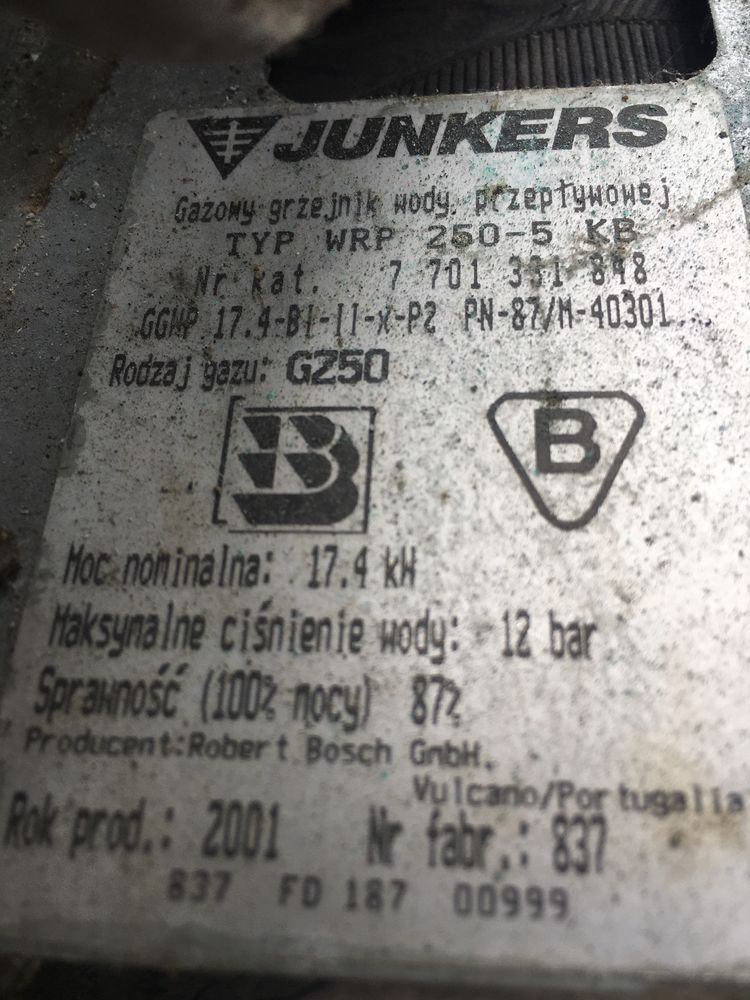 JUNKERS
Gazowy grzejnik wody przepływowej
TYP WRP 250-5 KB
Nr kat. 7 701 331 898
GGWP 17.4-BI-II-x-P2 PN-87/M-40301
Rodzaj gazu: GZ50
B
B
Moc nominalna: 17.4 kW
Maksymalne ciśnienie wody: 12 bar
Sprawność (100% mocy) 87%
Producent:Robert Bosch GmbH.
Vulcano/Portugalia
Rok prod.: 2001 Nr fabr.: 837
837 FD 187 00999